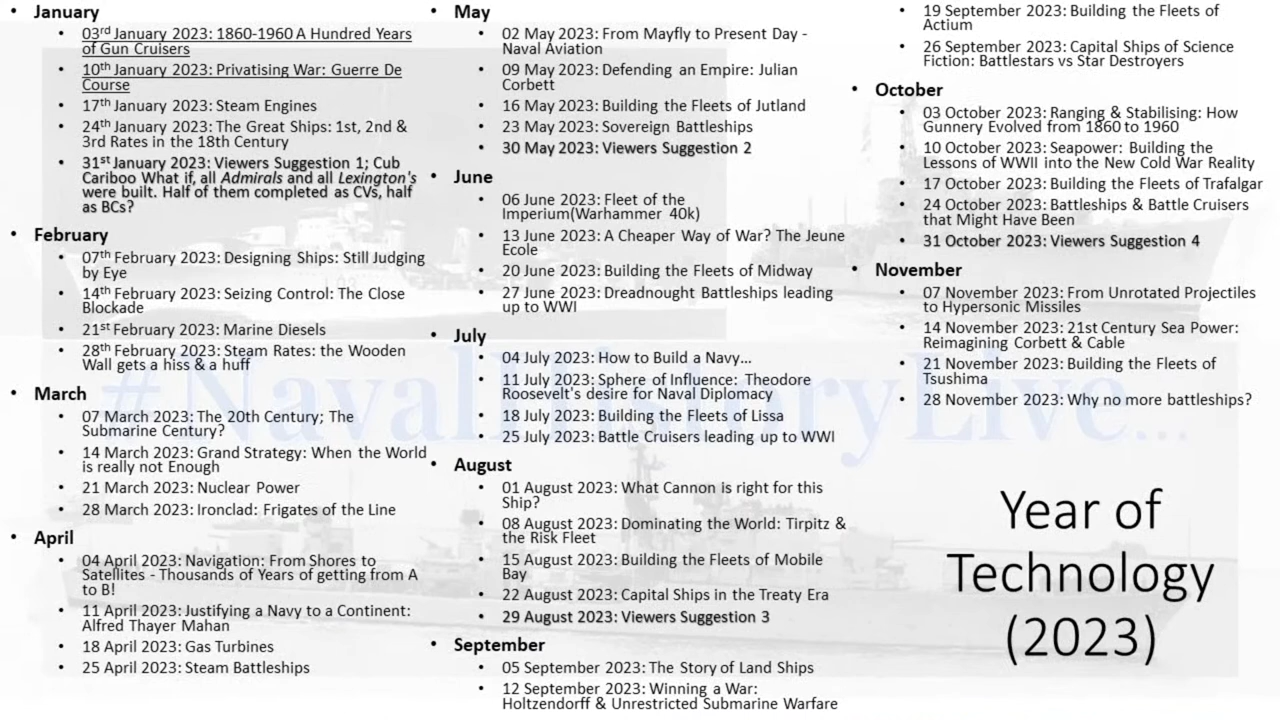 January
03rd January 2023: 1860-1960 A Hundred Years
of Gun Cruisers
10th January 2023: Privatising War: Guerre De
Course
17th January 2023: Steam Engines
24th January 2023: The Great Ships: 1st, 2nd &
3rd Rates in the 18th Century
31st January 2023: Viewers Suggestion 1; Cub
Cariboo What if, all Admirals and all Lexington's
were built. Half of them completed as CVs, half
as BCs?
February
07th February 2023: Designing Ships: Still Judging
by Eye
14th February 2023: Seizing Control: The Close
Blockade
21st February 2023: Marine Diesels
28th February 2023: Steam Rates: the Wooden
Wall gets a hiss & a huff
March
07 March 2023: The 20th Century; The
Submarine Century?
14 March 2023: Grand Strategy: When the World
is really not Enough
21 March 2023: Nuclear Power
28 March 2023: Ironclad: Frigates of the Line
April
04 April 2023: Navigation: From Shores to
Satellites - Thousands of Years of getting from A
to B!
11 April 2023: Justifying a Navy to a Continent:
Alfred Thayer Mahan
18 April 2023: Gas Turbines
25 April 2023: Steam Battleships
May
02 May 2023: From Mayfly to Present Day -
Naval Aviation
09 May 2023: Defending an Empire: Julian
Corbett
16 May 2023: Building the Fleets of Jutland
23 May 2023: Sovereign Battleships
30 May 2023: Viewers Suggestion 2
June
06 June 2023: Fleet of the
Imperium(Warhammer 40k)
13 June 2023: A Cheaper Way of War? The Jeune
Ecole
20 June 2023: Building the Fleets of Midway
27 June 2023: Dreadnought Battleships leading
up to WWI
July
04 July 2023: How to Build a Navy...
11 July 2023: Sphere of Influence: Theodore
Roosevelt's desire for Naval Diplomacy
18 July 2023: Building the Fleets of Lissa
25 July 2023: Battle Cruisers leading up to WWI
August
01 August 2023: What Cannon is right for this
Ship?
08 August 2023: Dominating the World: Tirpitz &
the Risk Fleet
15 August 2023: Building the Fleets of Mobile
Bay
22 August 2023: Capital Ships in the Treaty Era
29 August 2023: Viewers Suggestion 3
September
05 September 2023: The Story of Land Ships
12 September 2023: Winning a War:
Holtzendorff & Unrestricted Submarine Warfare
19 September 2023: Building the Fleets of
Actium
26 September 2023: Capital Ships of Science
Fiction: Battlestars vs Star Destroyers
October
03 October 2023: Ranging & Stabilising: How
Gunnery Evolved from 1860 to 1960
10 October 2023: Seapower: Building the
Lessons of WWII into the New Cold War Reality
17 October 2023: Building the Fleets of Trafalgar
24 October 2023: Battleships & Battle Cruisers
that Might Have Been
31 October 2023: Viewers Suggestion 4
November
07 November 2023: From Unrotated Projectiles
to Hypersonic Missiles
14 November 2023: 21st Century Sea Power:
Reimagining Corbett & Cable
21 November 2023: Building the Fleets of
Tsushima
28 November 2023: Why no more battleships?
#NavalHistoryLive...
Year of
Technology
(2023)